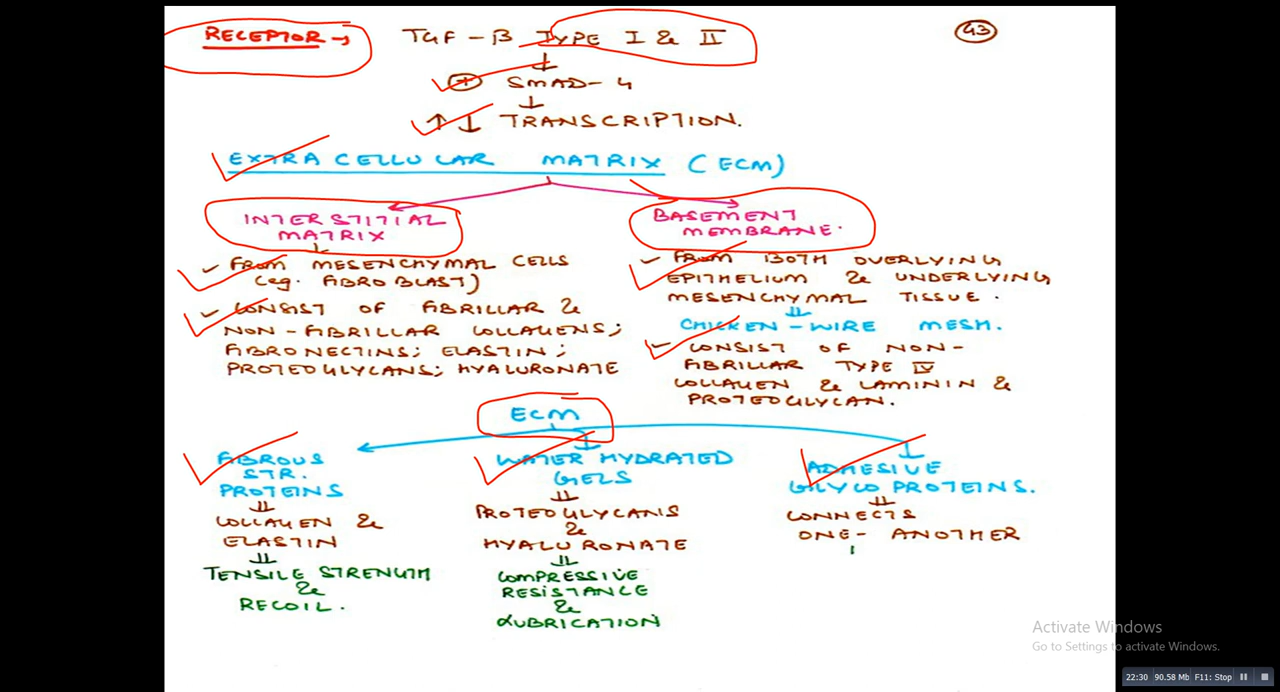 RECEPTOR → TGF-β TYPE I & II
43
⊕ SMAD-4
↑ ↓ TRANSCRIPTION.
EXTRA CELLULAR MATRIX (ECM)
INTERSTITIAL
MATRIX
✓ FROM MESENCHYMAL CELLS
(eg. FIBROBLAST)
✓ CONSIST OF FIBRILLAR &
NON-FIBRILLAR COLLAGENS;
FIBRONECTINS; ELASTIN;
PROTEOGLYCANS; HYALURONATE
BASEMENT
MEMBRANE.
✓ FROM BOTH OVERLYING
EPITHELIUM & UNDERLYING
MESENCHYMAL TISSUE.
CHICKEN-WIRE MESH.
✓ CONSIST OF NON-
FIBRILLAR TYPE IV
COLLAGEN & LAMININ &
PROTEOGLYCAN.
ECM
FIBROUS
STR.
PROTEINS
COLLAGEN &
ELASTIN
TENSILE STRENGTH
&
RECOIL.
WATER HYDRATED
GELS
PROTEOGLYCANS
&
HYALURONATE
COMPRESSIVE
RESISTANCE
&
LUBRICATION
ADHESIVE
GLYCOPROTEINS.
CONNECTS
ONE-ANOTHER
Activate Windows
Go to Settings to activate Windows.
22:30 90.58 Mb F11: Stop